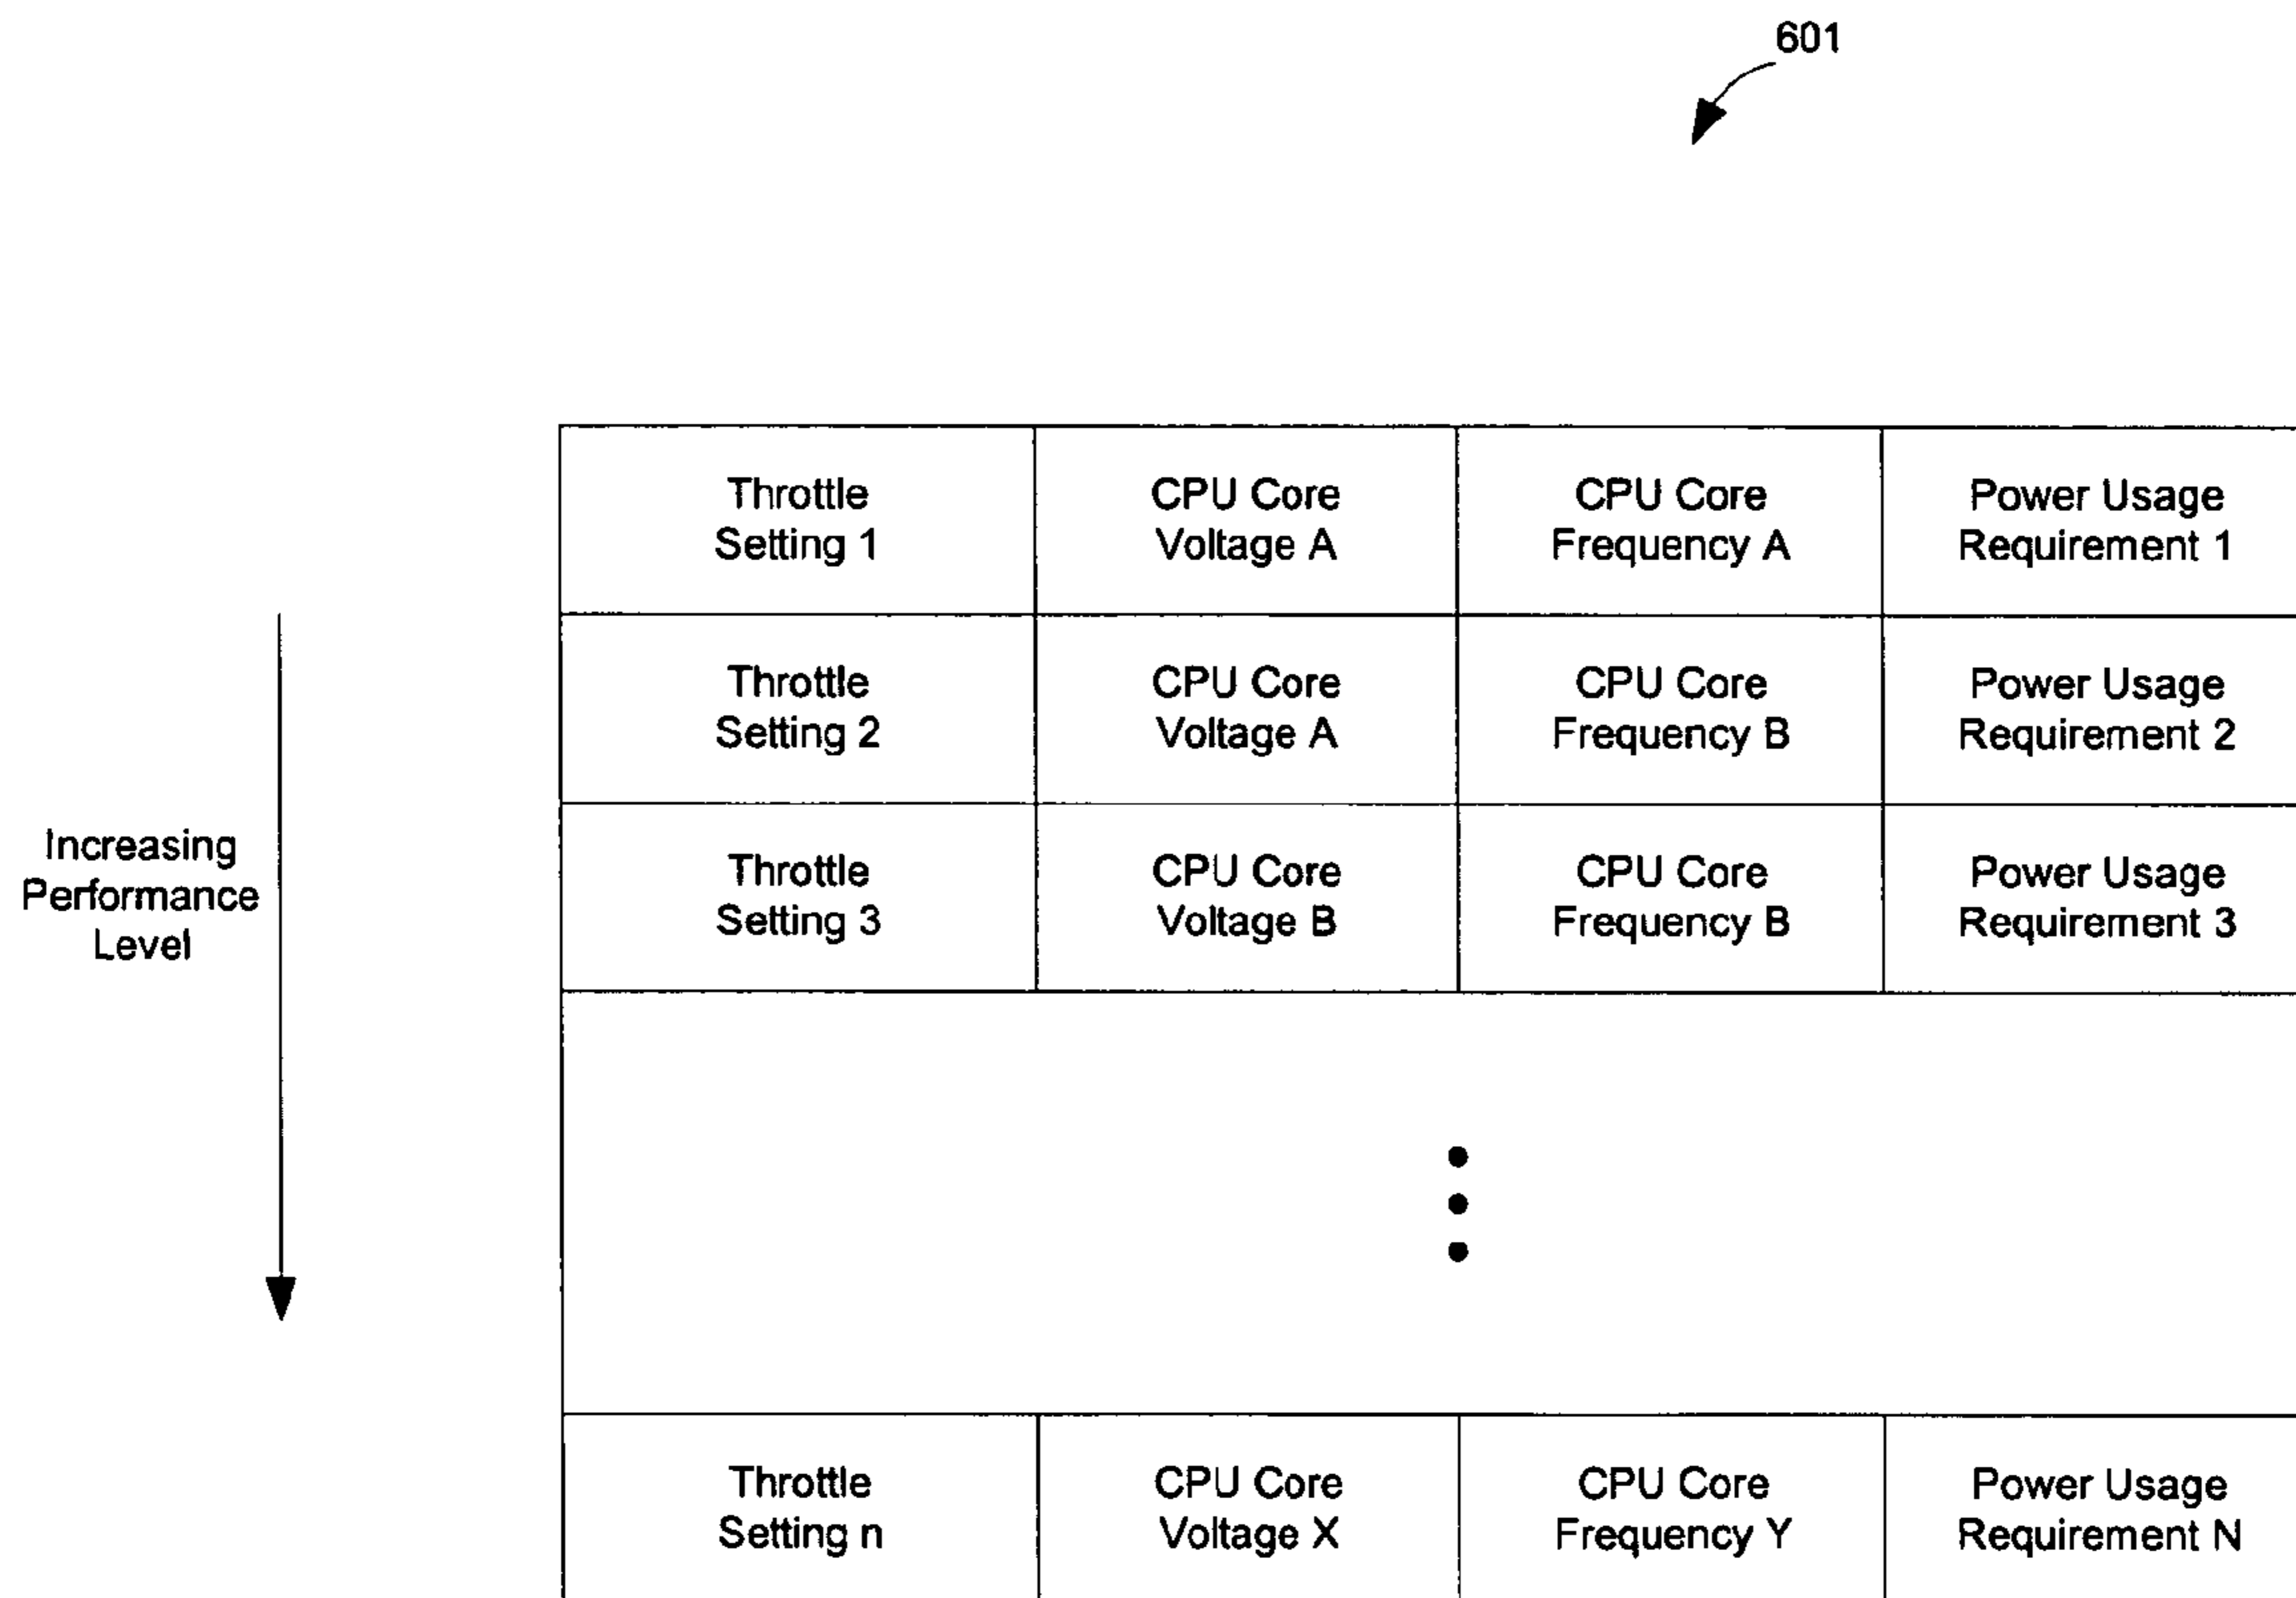 601
Throttle
Setting 1
CPU Core
Voltage A
CPU Core
Frequency A
Power Usage
Requirement 1
Throttle
Setting 2
CPU Core
Voltage A
CPU Core
Frequency B
Power Usage
Requirement 2
Increasing
Performance
Level
Throttle
Setting 3
CPU Core
Voltage B
CPU Core
Frequency B
Power Usage
Requirement 3
Throttle
Setting n
CPU Core
Voltage X
CPU Core
Frequency Y
Power Usage
Requirement N